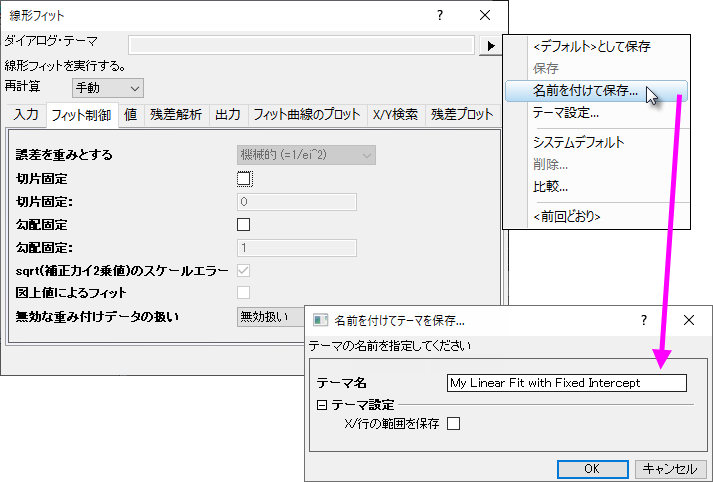 線形フィット
ダイアログ・テーマ
線形フィットを実行する。
再計算 手動
入力 フィット制御 値 残差解析 出力 フィット曲線のプロット X/Y検索 残差プロット
誤差を重みとする 機械的 (=1/ei^2)
切片固定
切片固定: 0
勾配固定
勾配固定: 1
sqrt(補正カイ2乗値)のスケールエラー
図上値によるフィット
無効な重み付けデータの扱い 無効扱い
<デフォルト>として保存
保存
名前を付けて保存...
テーマ設定...
システムデフォルト
削除...
比較...
<前回どおり>
名前を付けてテーマを保存...
テーマの名前を指定してください
テーマ名 My Linear Fit with Fixed Intercept
テーマ設定
X/行の範囲を保存
OK キャンセル